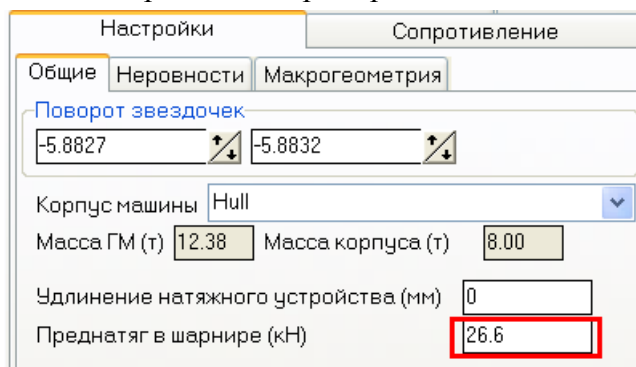 Настройки Сопротивление
Общие Неровности Макрогеометрия
Поворот звездочек
-5.8827 -5.8832
Корпус машины Hull
Масса ГМ (т) 12.38 Масса корпуса (т) 8.00
Удлинение натяжного устройства (мм) 0
Преднатяг в шарнире (кН) 26.6